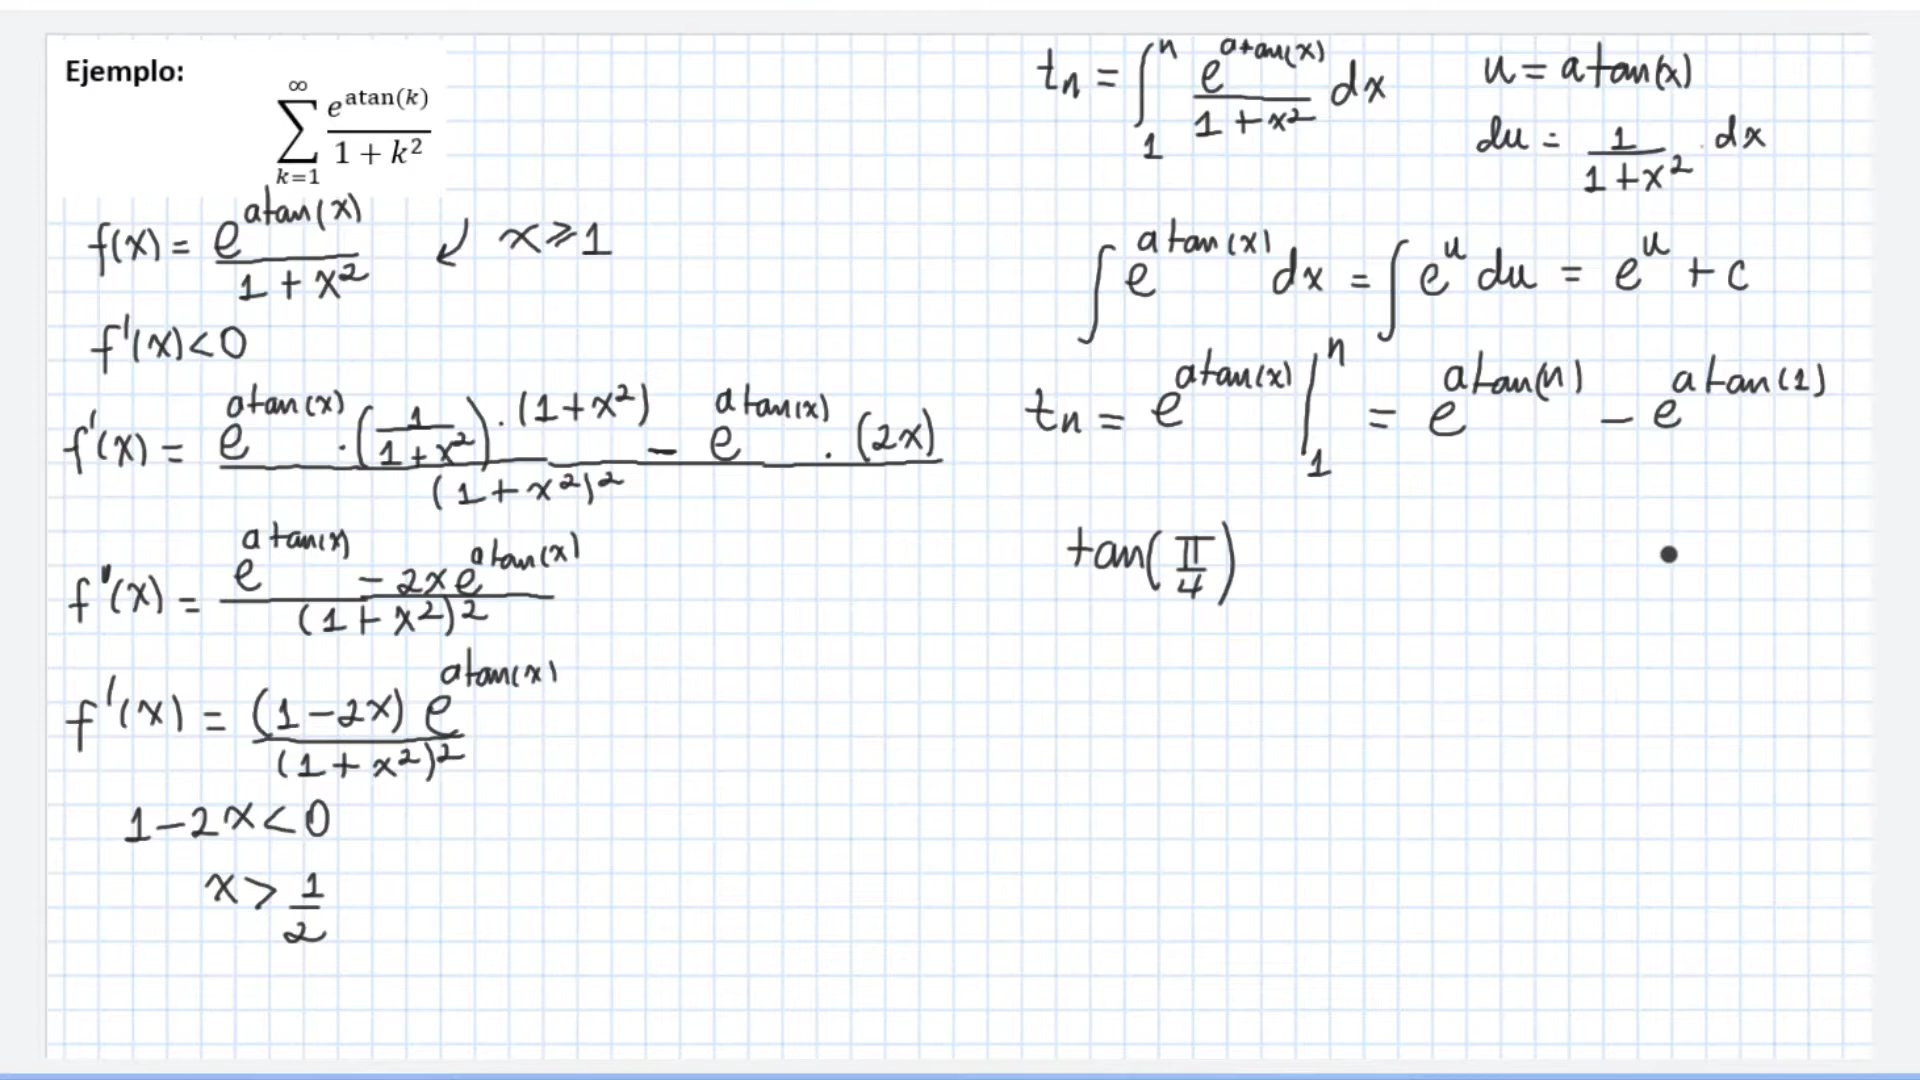 Ejemplo:
∑_{k=1}^{∞} e^{atan(k)} / (1 + k²)
f(x) = e^{atan(x)} / (1 + x²) ↙ x ⩾ 1
f'(x) < 0
f'(x) = (e^{atan(x)} · (1/(1+x²)) · (1+x²) − e^{atan(x)} · (2x)) / (1+x²)²
f'(x) = (e^{atan(x)} − 2xe^{atan(x)}) / (1+x²)²
f'(x) = (1−2x) e^{atan(x)} / (1+x²)²
1−2x < 0
x > 1/2
tn = ∫_1^n e^{atan(x)} / (1+x²) dx
u = atan(x)
du = 1/(1+x²) · dx
∫ e^{atan(x)} dx = ∫ e^u du = e^u + c
tn = e^{atan(x)} |_1^n = e^{atan(n)} − e^{atan(1)}
tan(π/4)